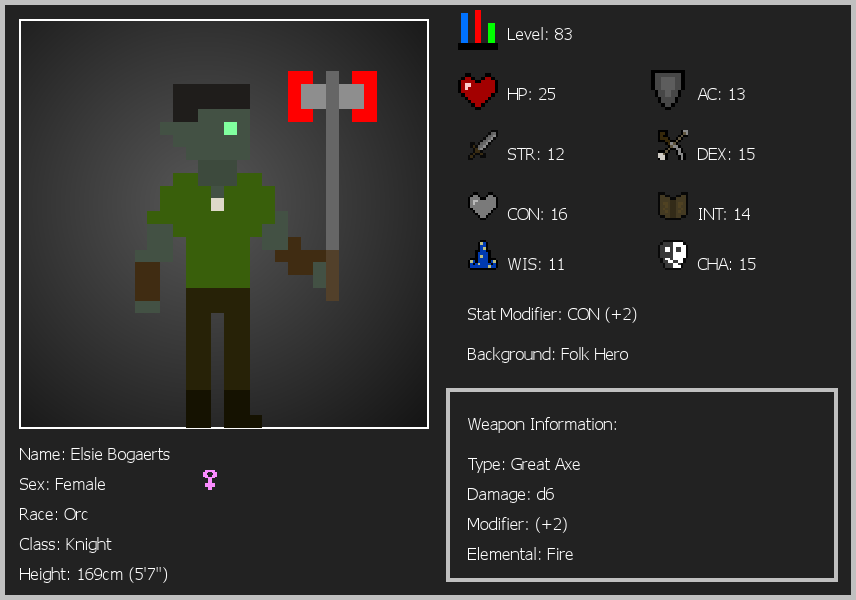 Level: 83
HP: 25
AC: 13
STR: 12
DEX: 15
CON: 16
INT: 14
WIS: 11
CHA: 15
Stat Modifier: CON (+2)
Background: Folk Hero
Weapon Information:
Type: Great Axe
Damage: d6
Modifier: (+2)
Elemental: Fire
Name: Elsie Bogaerts
Sex: Female
Race: Orc
Class: Knight
Height: 169cm (5'7")